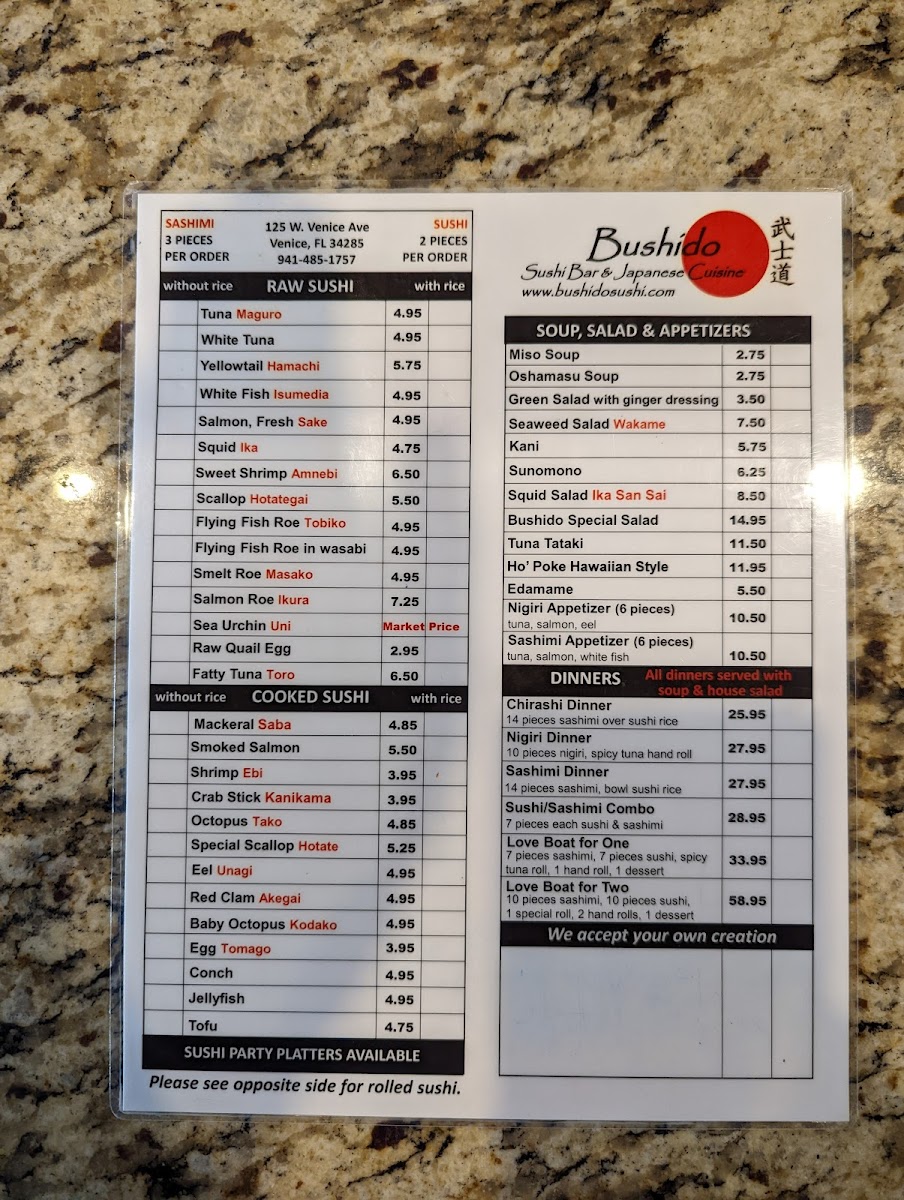 SASHIMI
3 PIECES
PER ORDER
125 W. Venice Ave
Venice, FL 34285
941-485-1757
SUSHI
2 PIECES
PER ORDER
without rice RAW SUSHI with rice
Tuna Maguro 4.95
White Tuna 4.95
Yellowtail Hamachi 5.75
White Fish Isumedia 4.95
Salmon, Fresh Sake 4.95
Squid Ika 4.75
Sweet Shrimp Amnebi 6.50
Scallop Hotategai 5.50
Flying Fish Roe Tobiko 4.95
Flying Fish Roe in wasabi 4.95
Smelt Roe Masako 4.95
Salmon Roe Ikura 7.25
Sea Urchin Uni Market Price
Raw Quail Egg 2.95
Fatty Tuna Toro 6.50
without rice COOKED SUSHI with rice
Mackeral Saba 4.85
Smoked Salmon 5.50
Shrimp Ebi 3.95
Crab Stick Kanikama 3.95
Octopus Tako 4.85
Special Scallop Hotate 5.25
Eel Unagi 4.95
Red Clam Akegai 4.95
Baby Octopus Kodako 4.95
Egg Tomago 3.95
Conch 4.95
Jellyfish 4.95
Tofu 4.75
SUSHI PARTY PLATTERS AVAILABLE
Please see opposite side for rolled sushi.
Bushido
Sushi Bar & Japanese Cuisine
www.bushidosushi.com
武士道
SOUP, SALAD & APPETIZERS
Miso Soup 2.75
Oshamasu Soup 2.75
Green Salad with ginger dressing 3.50
Seaweed Salad Wakame 7.50
Kani 5.75
Sunomono 6.25
Squid Salad Ika San Sai 8.50
Bushido Special Salad 14.95
Tuna Tataki 11.50
Ho' Poke Hawaiian Style 11.95
Edamame 5.50
Nigiri Appetizer (6 pieces) 10.50
tuna, salmon, eel
Sashimi Appetizer (6 pieces)
tuna, salmon, white fish 10.50
DINNERS All dinners served with
soup & house salad
Chirashi Dinner 25.95
14 pieces sashimi over sushi rice
Nigiri Dinner 27.95
10 pieces nigiri, spicy tuna hand roll
Sashimi Dinner 27.95
14 pieces sashimi, bowl sushi rice
Sushi/Sashimi Combo 28.95
7 pieces each sushi & sashimi
Love Boat for One
7 pieces sashimi, 7 pieces sushi, spicy 33.95
tuna roll, 1 hand roll, 1 dessert
Love Boat for Two
10 pieces sashimi, 10 pieces sushi, 58.95
1 special roll, 2 hand rolls, 1 dessert
We accept your own creation